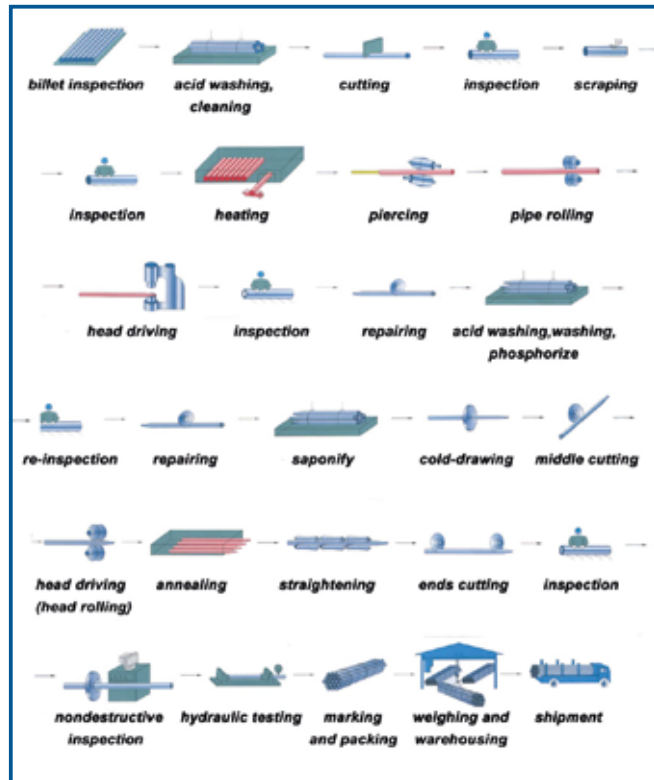 billet inspection
acid washing,
cleaning
cutting
inspection
scraping
inspection
heating
piercing
pipe rolling
head driving
inspection
repairing
acid washing,washing,
phosphorize
re-inspection
repairing
saponify
cold-drawing
middle cutting
head driving
(head rolling)
annealing
straightening
ends cutting
inspection
nondestructive
inspection
hydraulic testing
marking
and packing
weighing and
warehousing
shipment